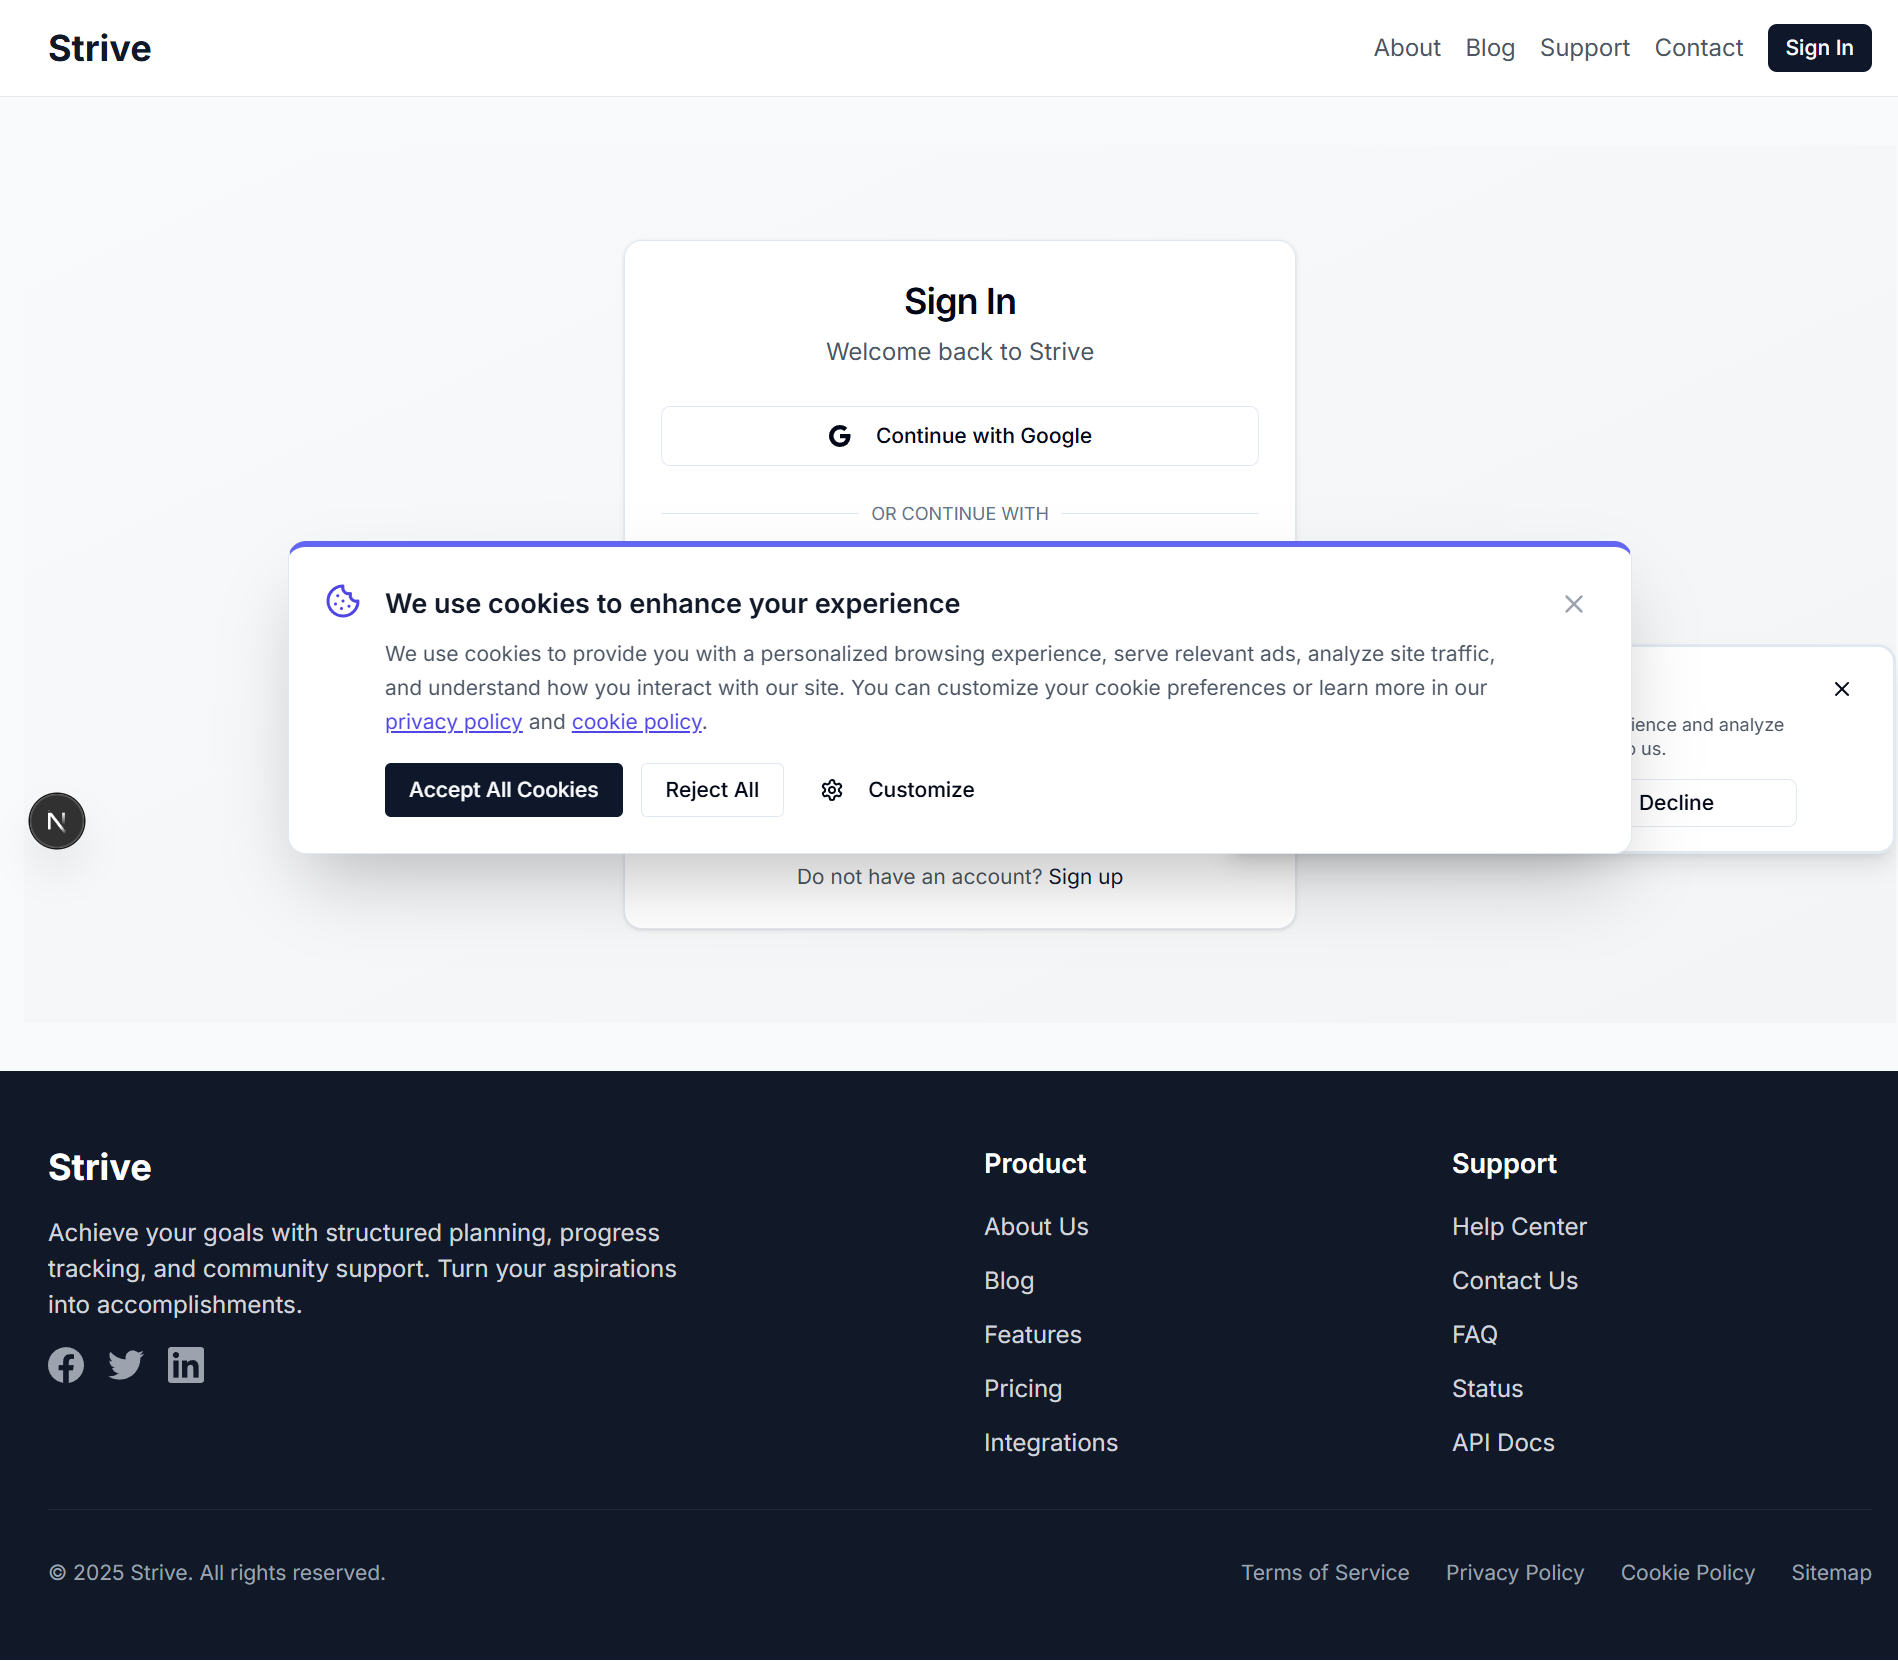 Strive
About
Blog
Support
Contact
Sign In
Sign In
Welcome back to Strive
Continue with Google
OR CONTINUE WITH
We use cookies to enhance your experience
We use cookies to provide you with a personalized browsing experience, serve relevant ads, analyze site traffic,
and understand how you interact with our site. You can customize your cookie preferences or learn more in our
privacy policy and cookie policy.
Accept All Cookies
Reject All
Customize
and analyze
us.
Decline
N
Do not have an account? Sign up
Strive
Achieve your goals with structured planning, progress
tracking, and community support. Turn your aspirations
into accomplishments.
Product
About Us
Blog
Features
Pricing
Integrations
Support
Help Center
Contact Us
FAQ
Status
API Docs
© 2025 Strive. All rights reserved.
Terms of Service
Privacy Policy
Cookie Policy
Sitemap